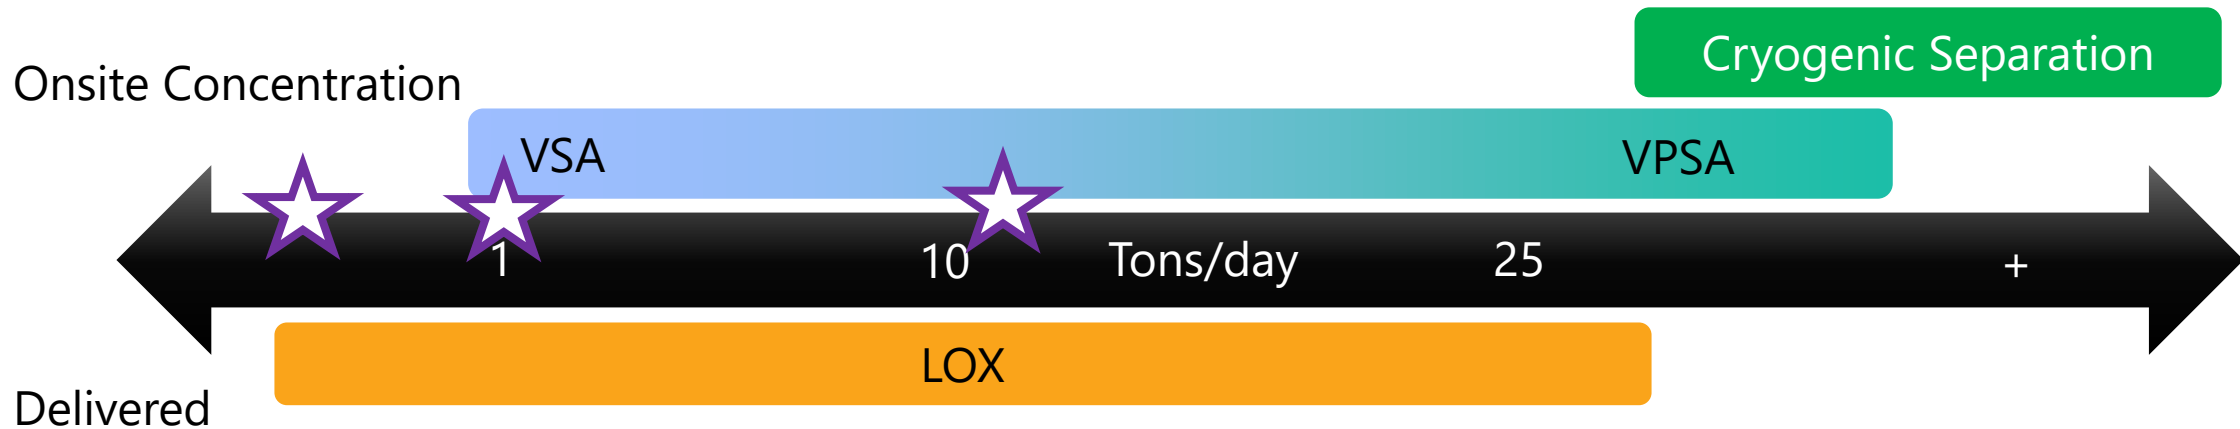 Cryogenic Separation
Onsite Concentration
VSA
VPSA
1
10
Tons/day
25
+
LOX
Delivered